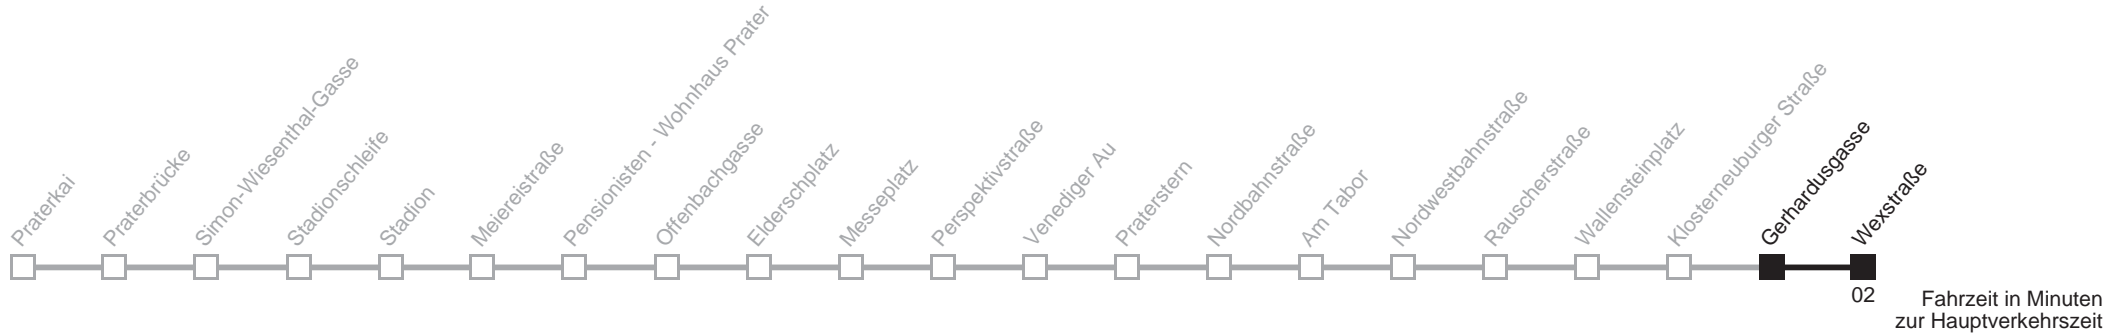 Praterkai
Praterbrücke
Simon-Wiesenthal-Gasse
Stadionschleife
Stadion
Meiereistraße
Pensionisten - Wohnhaus Prater
Offenbachgasse
Elderschplatz
Messeplatz
Perspektivstraße
Venediger Au
Praterstern
Nordbahnstraße
Am Tabor
Nordwestbahnstraße
Rauscherstraße
Wallensteinplatz
Klosterneuburger Straße
Gerhardusgasse
Wexstraße
02
Fahrzeit in Minuten
zur Hauptverkehrszeit